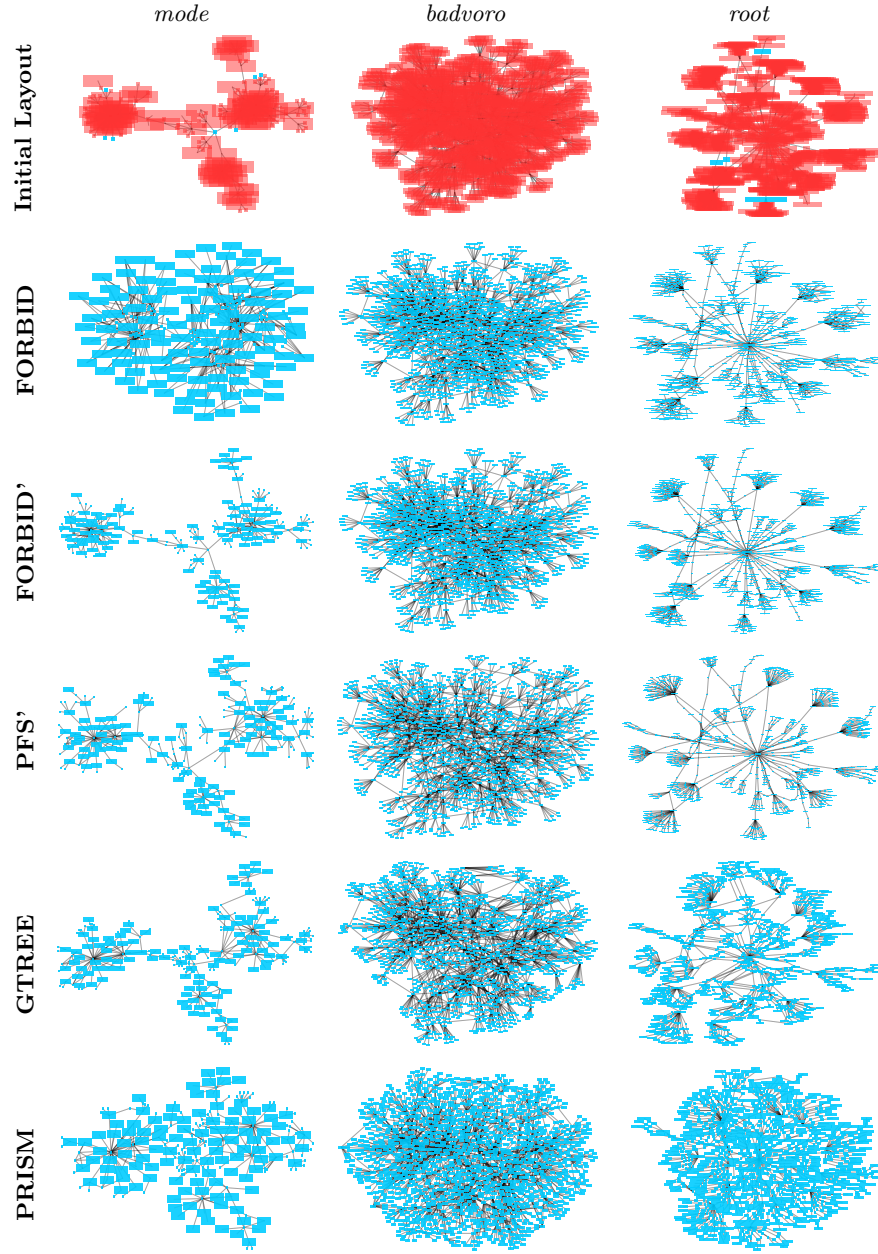 mode badvoro root
Initial Layout
FORBID
FORBID'
PFS'
GTREE
PRISM